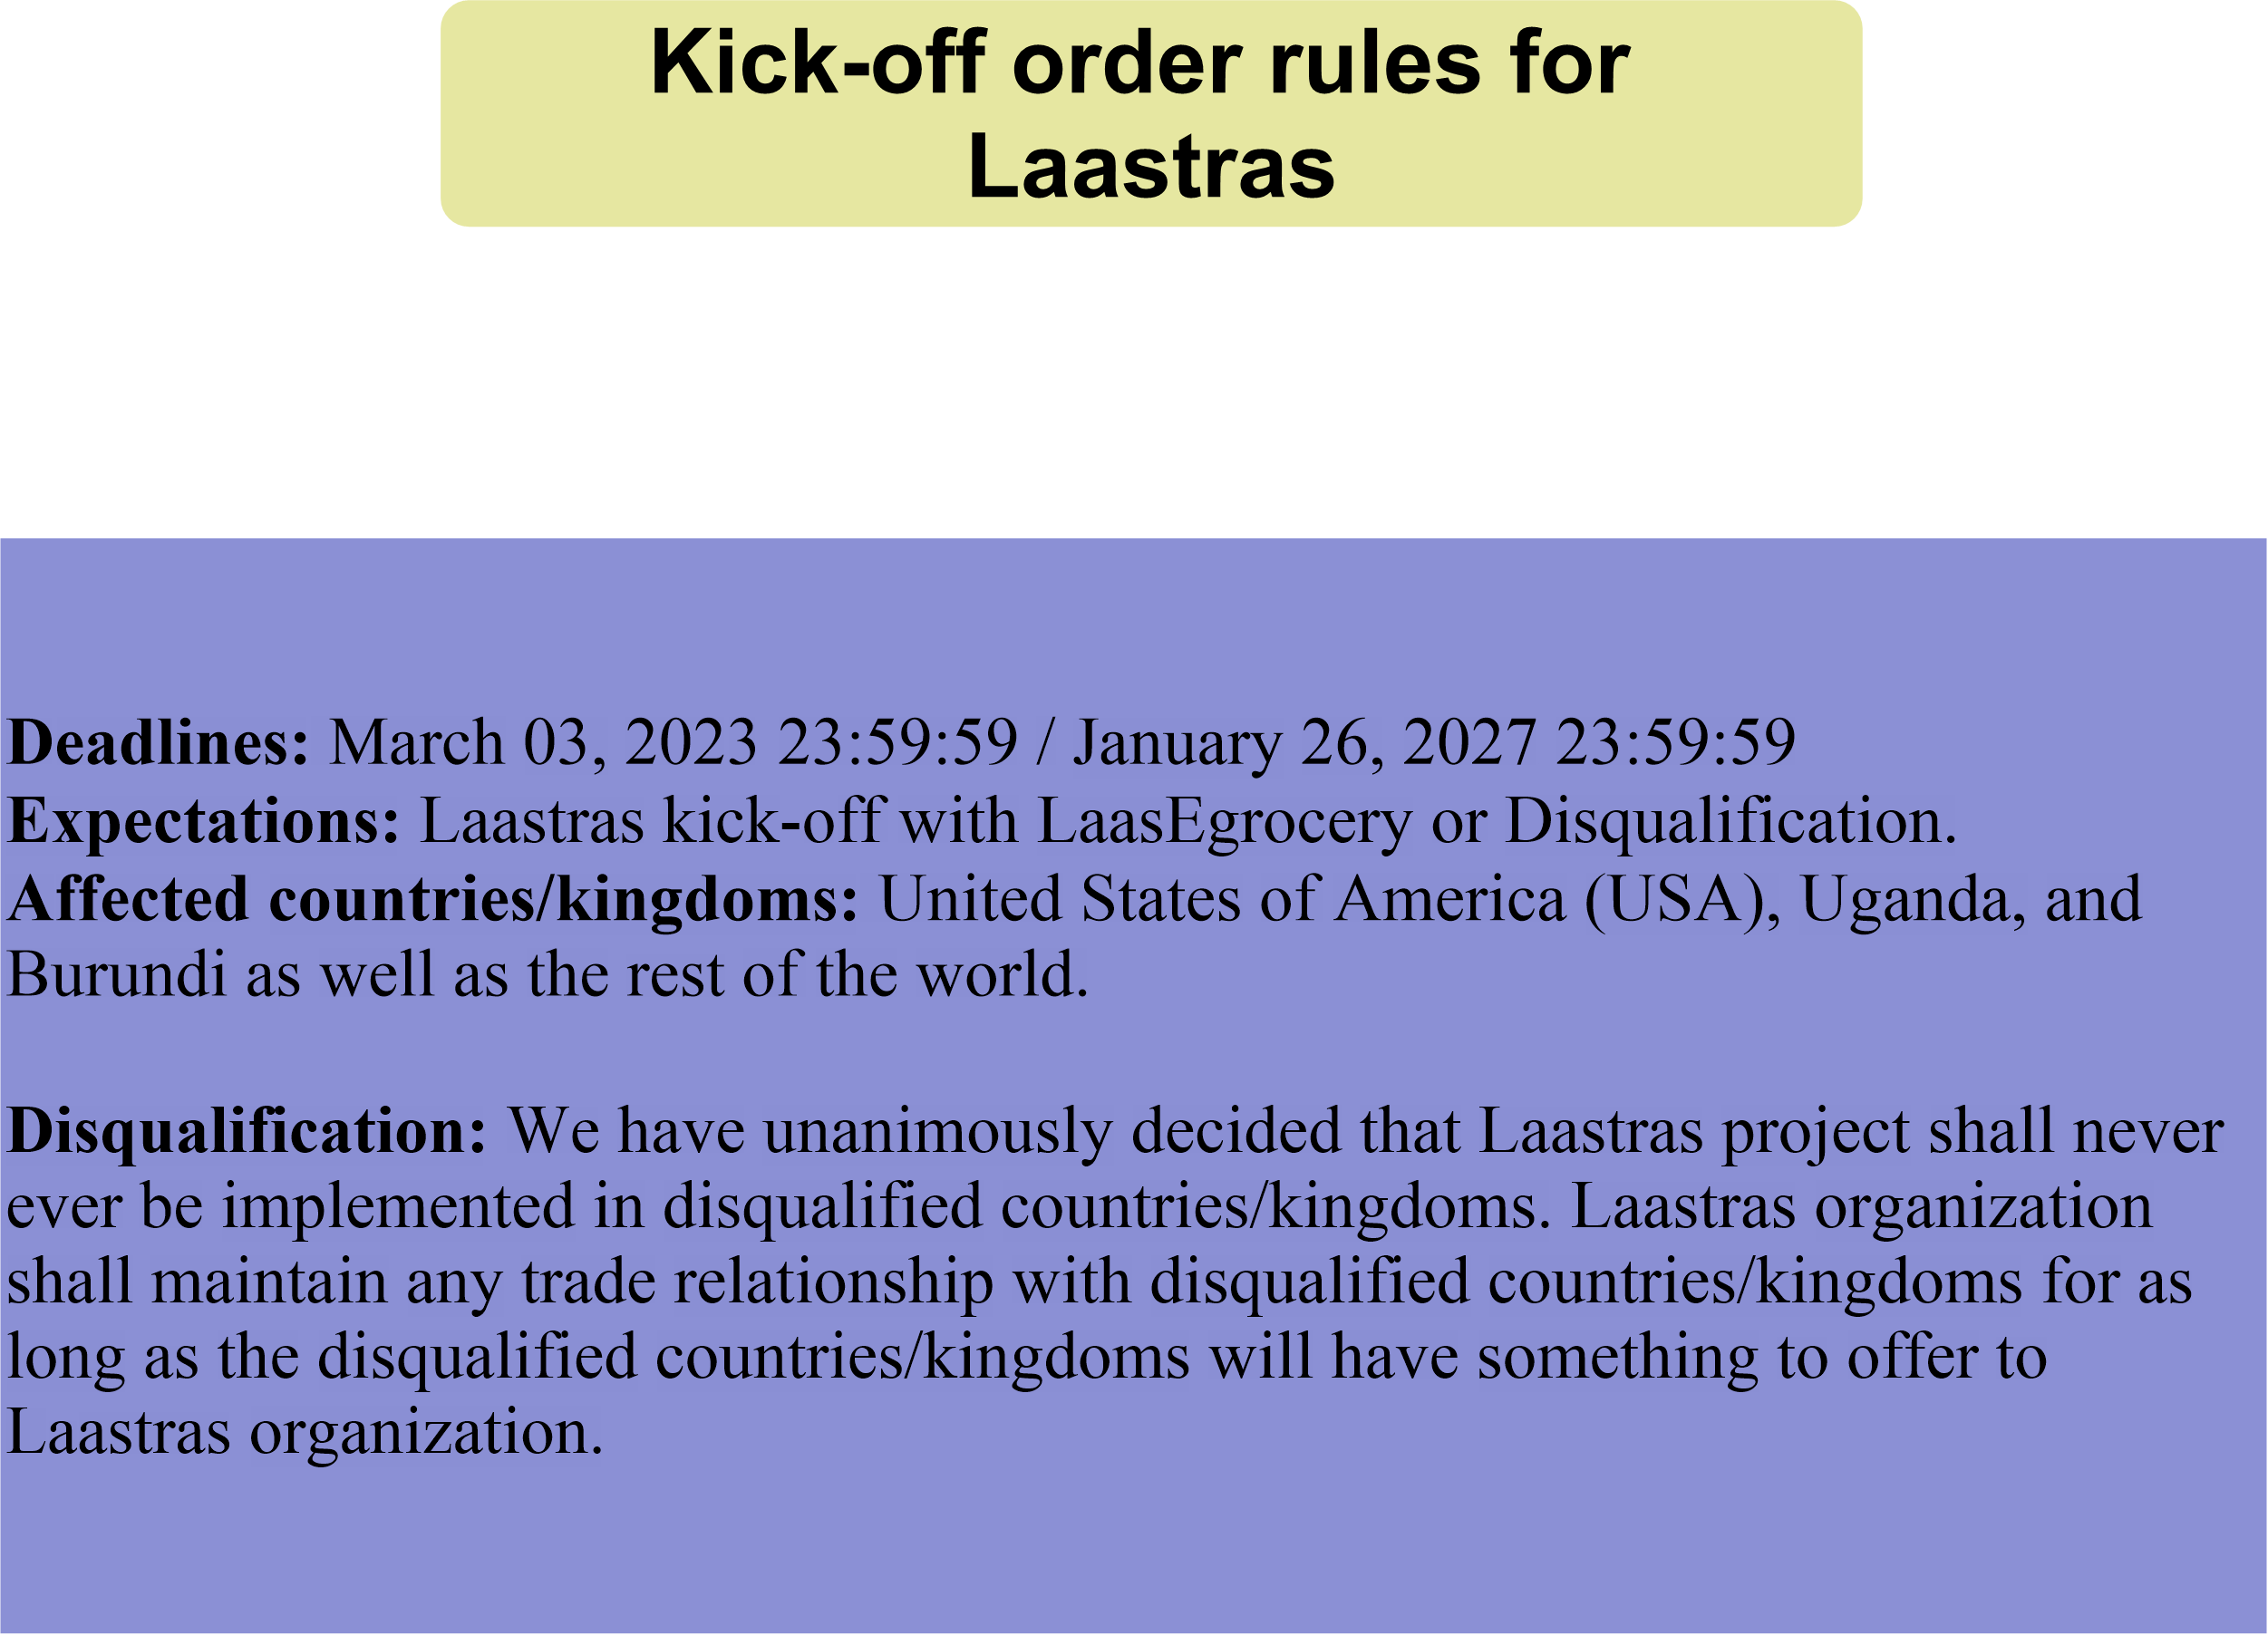 Kick-off order rules for
Laastras
Deadlines: March 03, 2023 23:59:59 / January 26, 2027 23:59:59
Expectations: Laastras kick-off with LaasEgrocery or Disqualification.
Affected countries/kingdoms: United States of America (USA), Uganda, and
Burundi as well as the rest of the world.
Disqualification: We have unanimously decided that Laastras project shall never
ever be implemented in disqualified countries/kingdoms. Laastras organization
shall maintain any trade relationship with disqualified countries/kingdoms for as
long as the disqualified countries/kingdoms will have something to offer to
Laastras organization.